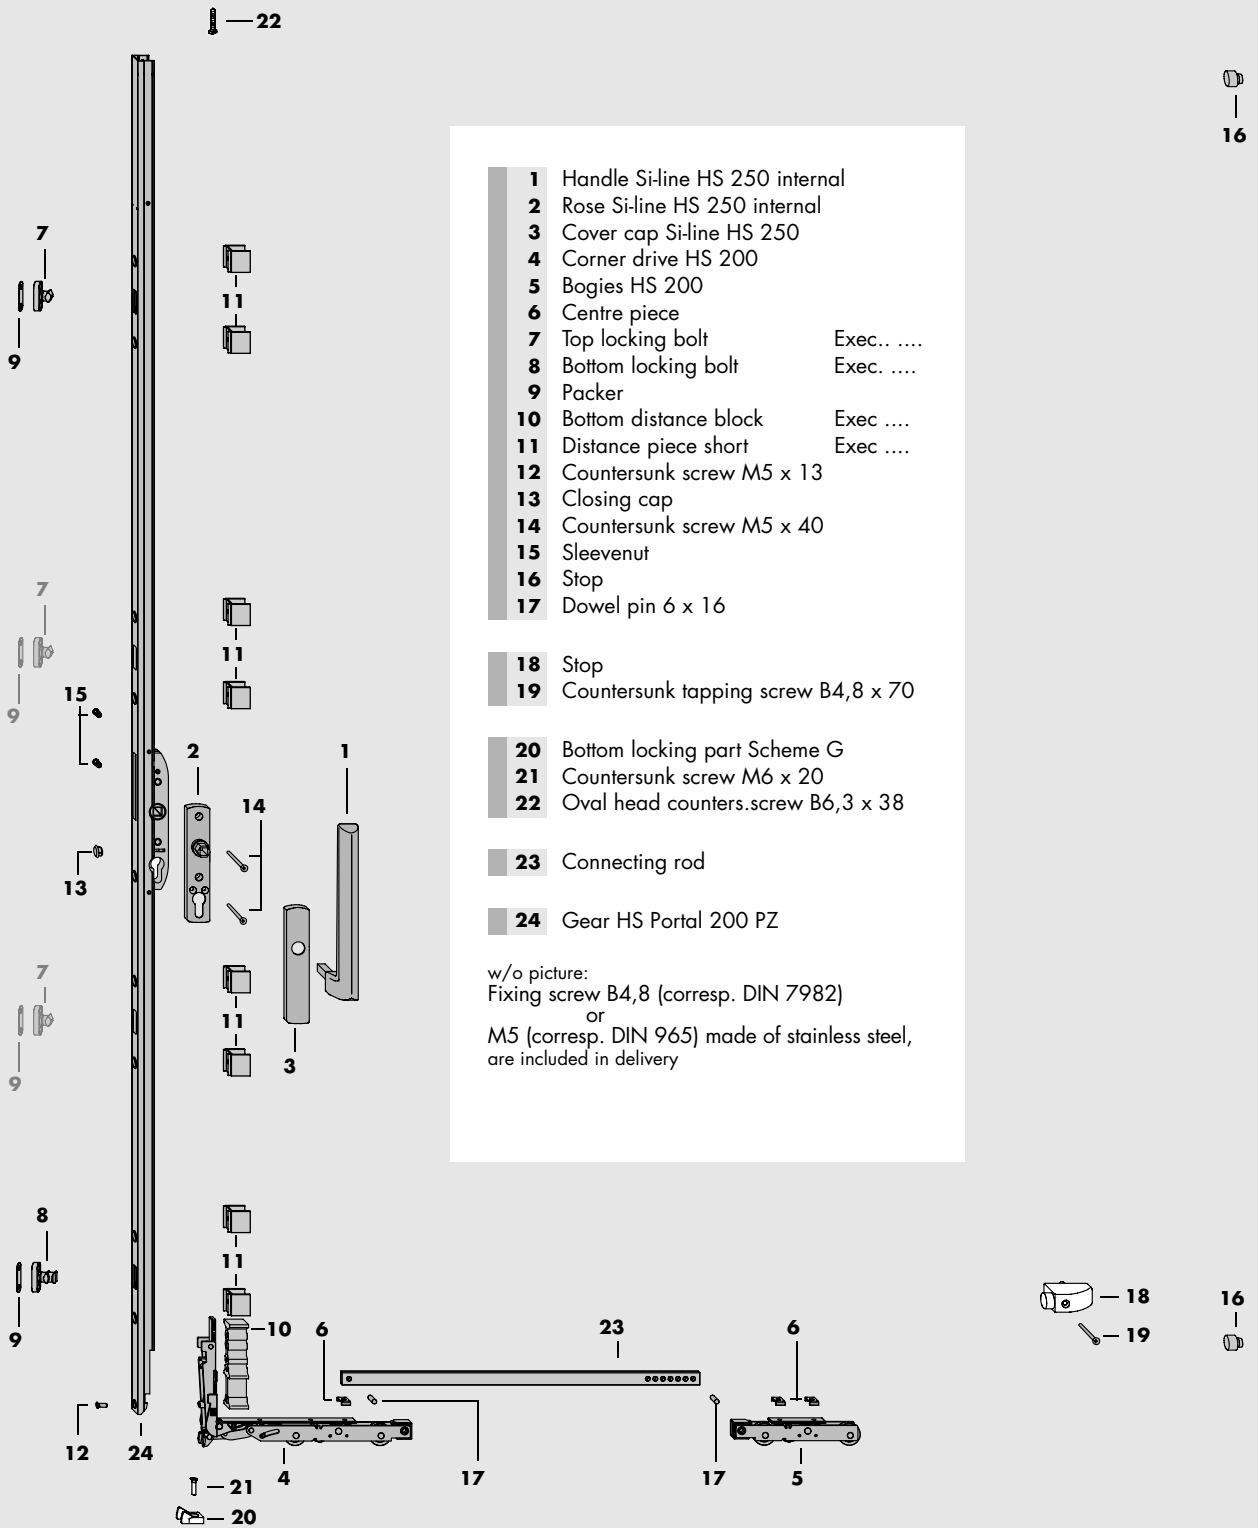 22
16
1 Handle Si-line HS 250 internal
2 Rose Si-line HS 250 internal
3 Cover cap Si-line HS 250
4 Corner drive HS 200
5 Bogies HS 200
6 Centre piece
7 Top locking bolt Exec.. ....
8 Bottom locking bolt Exec. ....
9 Packer
10 Bottom distance block Exec ....
11 Distance piece short Exec ....
12 Countersunk screw M5 x 13
13 Closing cap
14 Countersunk screw M5 x 40
15 Sleevenut
16 Stop
17 Dowel pin 6 x 16
18 Stop
19 Countersunk tapping screw B4,8 x 70
20 Bottom locking part Scheme G
21 Countersunk screw M6 x 20
22 Oval head counters.screw B6,3 x 38
23 Connecting rod
24 Gear HS Portal 200 PZ
w/o picture:
Fixing screw B4,8 (corresp. DIN 7982)
or
M5 (corresp. DIN 965) made of stainless steel,
are included in delivery
7
11
9
7
11
15
9
2
1
14
13
7
11
3
9
8
11
9
10
6
23
6
18
16
19
12
24
4
17
17
5
21
20